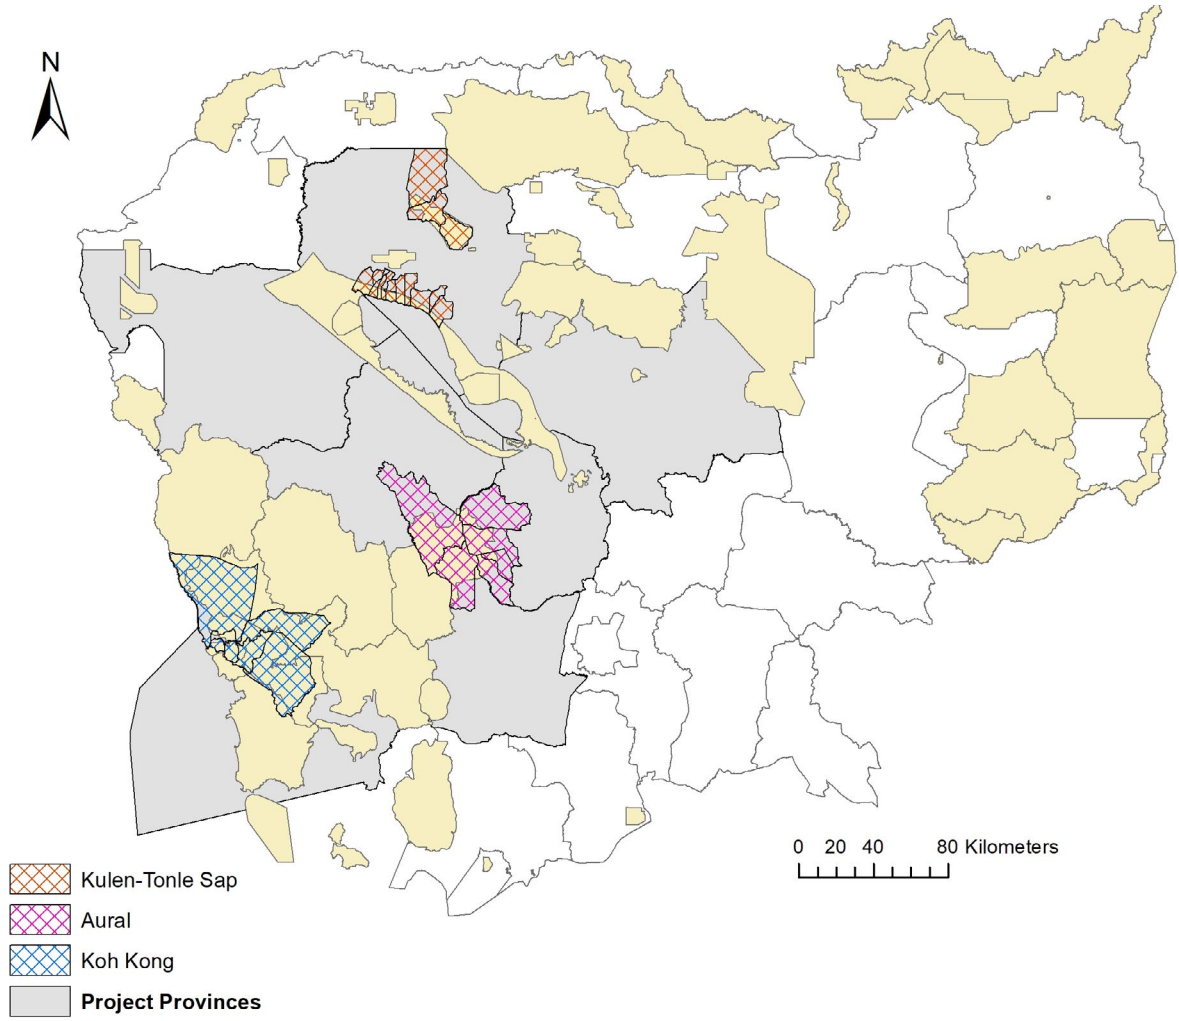 N
0 20 40 80 Kilometers
Kulen-Tonle Sap
Aural
Koh Kong
Project Provinces